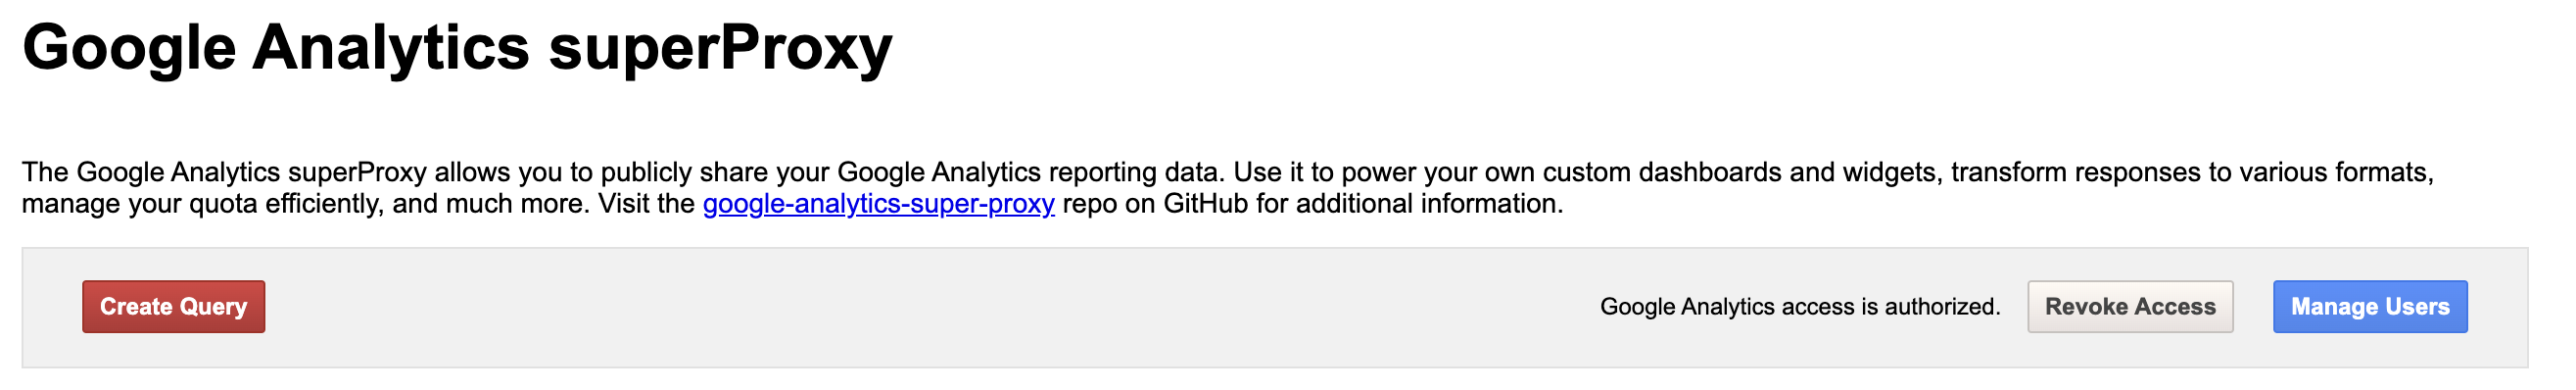 Google Analytics superProxy
The Google Analytics superProxy allows you to publicly share your Google Analytics reporting data. Use it to power your own custom dashboards and widgets, transform responses to various formats,
manage your quota efficiently, and much more. Visit the google-analytics-super-proxy repo on GitHub for additional information.
Create Query Google Analytics access is authorized. Revoke Access Manage Users